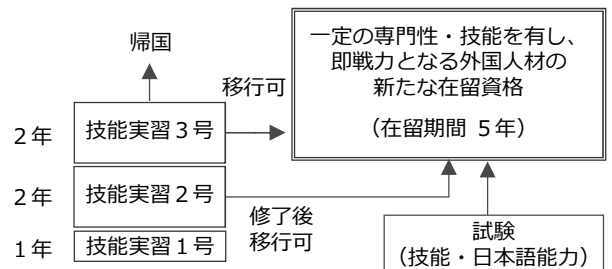 帰国
移行可
一定の専門性・技能を有し、
即戦力となる外国人材の
新たな在留資格
（在留期間 5年）
2年
技能実習3号
2年
技能実習2号
修了後
移行可
1年
技能実習1号
試験
（技能・日本語能力）